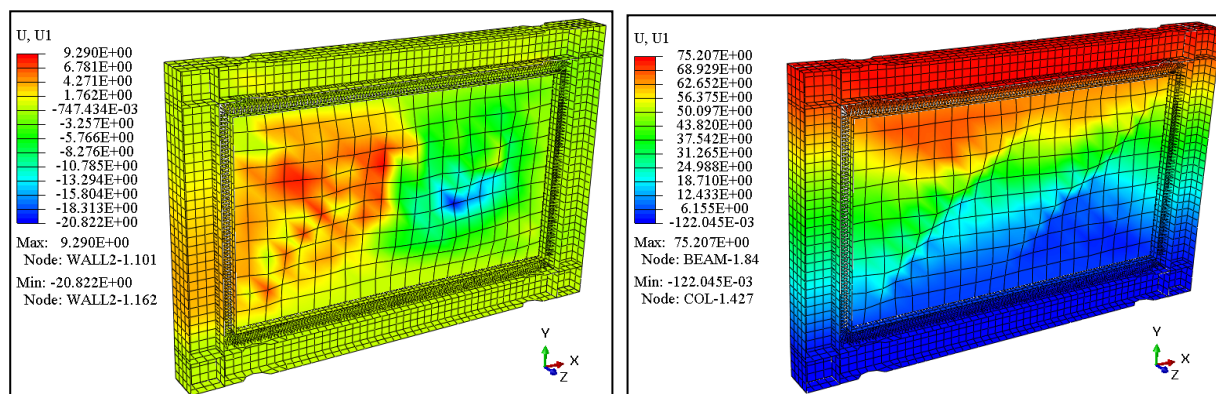 U, U1
9.290E+00
6.781E+00
4.271E+00
1.762E+00
-747.434E-03
-3.257E+00
-5.766E+00
-8.276E+00
-10.785E+00
-13.294E+00
-15.804E+00
-18.313E+00
-20.822E+00
Max: 9.290E+00
Node: WALL2-1.101
Min: -20.822E+00
Node: WALL2-1.162
Y
X
Z
U, U1
75.207E+00
68.929E+00
62.652E+00
56.375E+00
50.097E+00
43.820E+00
37.542E+00
31.265E+00
24.988E+00
18.710E+00
12.433E+00
6.155E+00
-122.045E-03
Max: 75.207E+00
Node: BEAM-1.84
Min: -122.045E-03
Node: COL-1.427
Y
X
Z